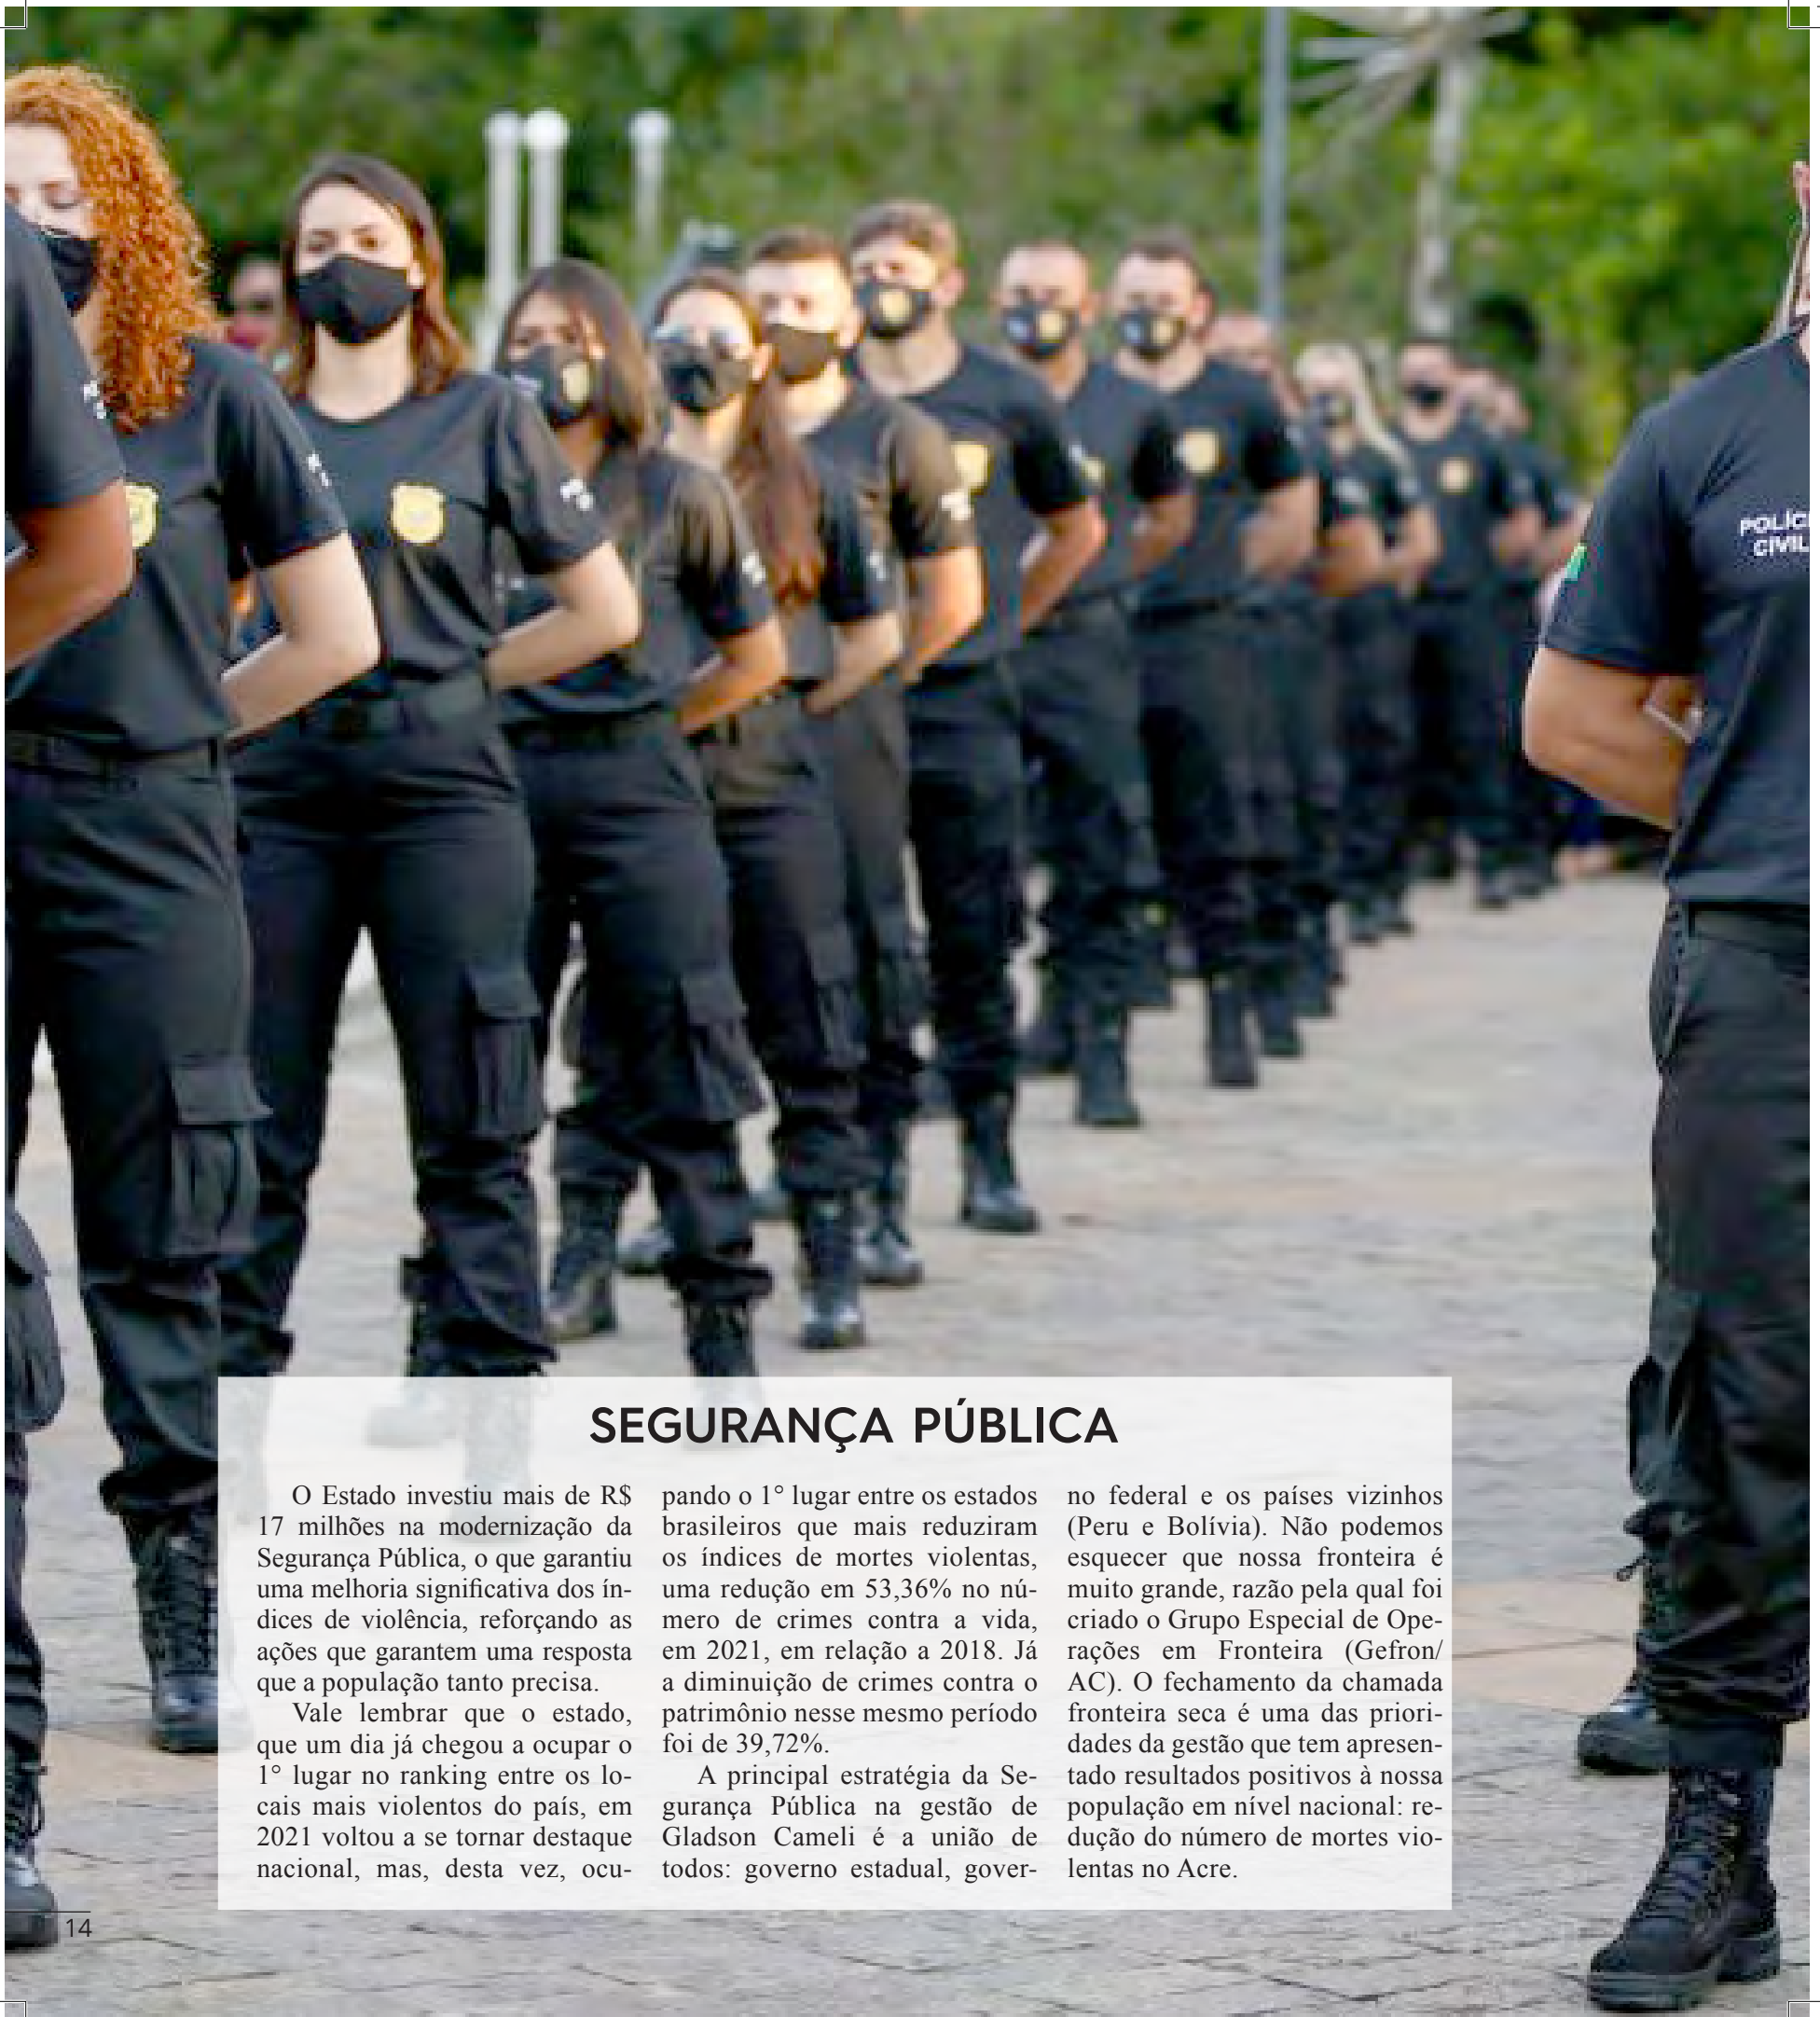 POLÍCI
CIVIL
SEGURANÇA PÚBLICA
O Estado investiu mais de R$
17 milhões na modernização da
Segurança Pública, o que garantiu
uma melhoria significativa dos ín-
dices de violência, reforçando as
ações que garantem uma resposta
que a população tanto precisa.
Vale lembrar que o estado,
que um dia já chegou a ocupar o
1° lugar no ranking entre os lo-
cais mais violentos do país, em
2021 voltou a se tornar destaque
nacional, mas, desta vez, ocu-
pando o 1° lugar entre os estados
brasileiros que mais reduziram
os índices de mortes violentas,
uma redução em 53,36% no nú-
mero de crimes contra a vida,
em 2021, em relação a 2018. Já
a diminuição de crimes contra o
patrimônio nesse mesmo período
foi de 39,72%.
A principal estratégia da Se-
gurança Pública na gestão de
Gladson Cameli é a união de
todos: governo estadual, gover-
no federal e os países vizinhos
(Peru e Bolívia). Não podemos
esquecer que nossa fronteira é
muito grande, razão pela qual foi
criado o Grupo Especial de Ope-
rações em Fronteira (Gefron/
AC). O fechamento da chamada
fronteira seca é uma das priori-
dades da gestão que tem apresen-
tado resultados positivos à nossa
população em nível nacional: re-
dução do número de mortes vio-
lentas no Acre.
14